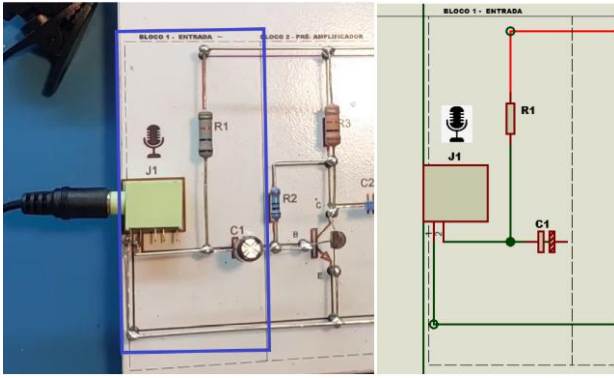 BLOCO 1 - ENTRADA
BLOCO 2 - PRÉ- AMPLIFICADOR
R1
R3
J1
R2
C
C2
C1
B
E
BLOCO 1 - ENTRADA
R1
J1
C1
1
2